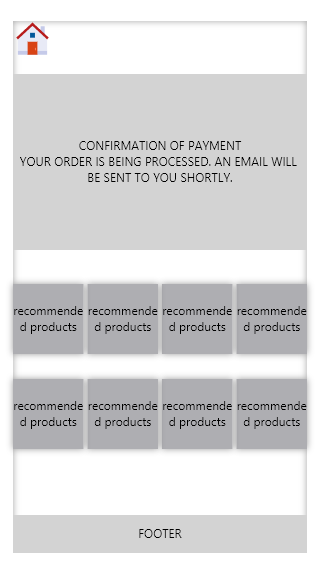 CONFIRMATION OF PAYMENT
YOUR ORDER IS BEING PROCESSED. AN EMAIL WILL
BE SENT TO YOU SHORTLY.
recommende
d products
recommende
d products
recommende
d products
recommende
d products
recommende
d products
recommende
d products
recommende
d products
recommende
d products
FOOTER